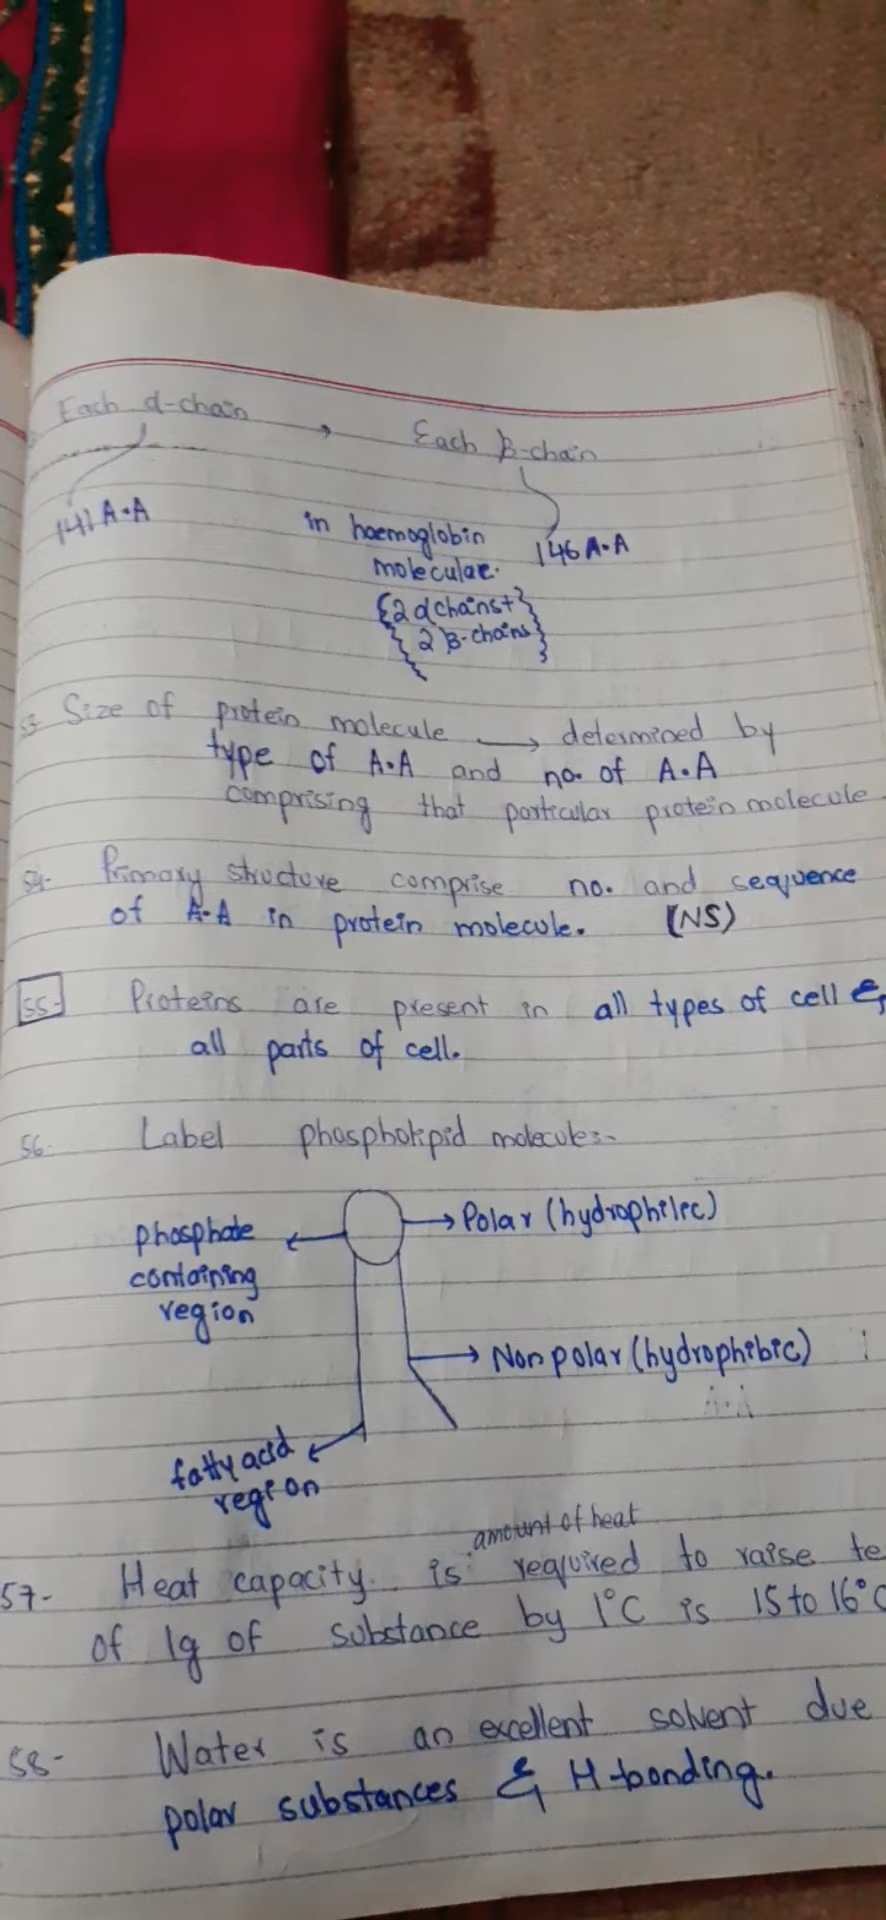 Each α-chain → Each β-chain
141 A.A
in haemoglobin
146 A.A
moleculae.
{2 α chains +}
{2 β-chains}
53. Size of protein molecule → determined by
type of A.A and no. of A.A
comprising that particular protein molecule
54- Primary structure comprise no. and sequence
of A.A in protein molecule. (NS)
55- Proteins are present in all types of cell &
all parts of cell.
56. Label phospholipid molecule:-
Polar (hydrophilic)
phosphate
containing
region
Non polar (hydrophibic)
A.A
fatty acid
region
amount of heat
57- Heat capacity is required to raise te
of 1g of substance by 1°C is 15 to 16°C
58- Water is an excellent solvent due
polar substances & H-bonding.